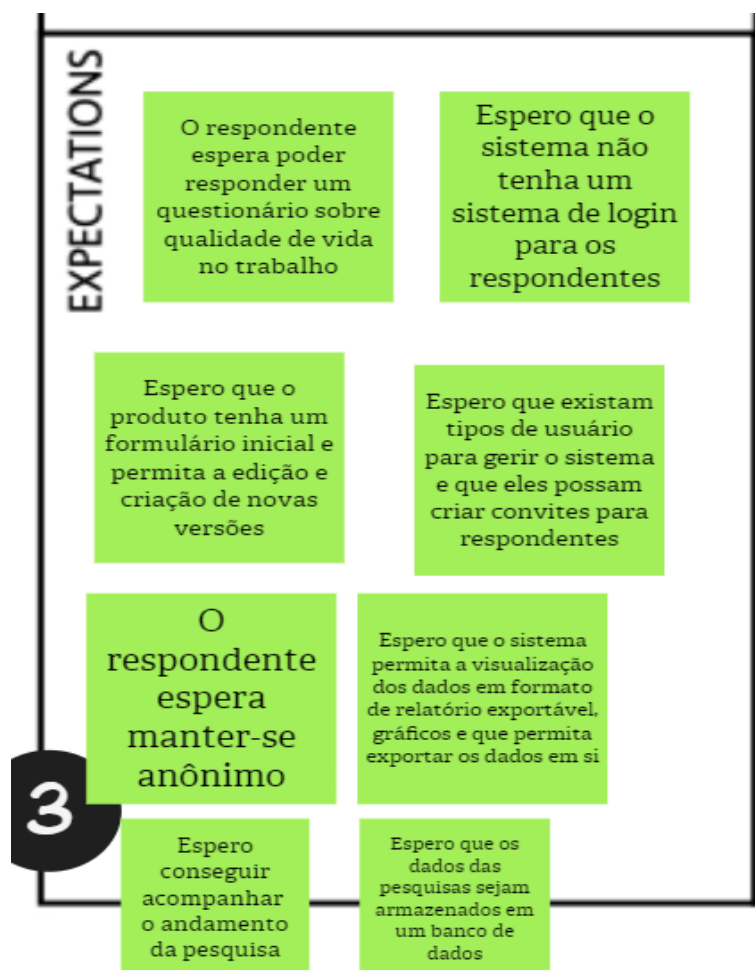 EXPECTATIONS
O respondente
espera poder
responder um
questionário sobre
qualidade de vida
no trabalho
Espero que o
sistema não
tenha um
sistema de login
para os
respondentes
Espero que o
produto tenha um
formulário inicial e
permita a edição e
criação de novas
versões
Espero que existam
tipos de usuário
para gerir o sistema
e que eles possam
criar convites para
respondentes
O
respondente
espera
manter-se
anônimo
Espero que o sistema
permita a visualização
dos dados em formato
de relatório exportável,
gráficos e que permita
exportar os dados em si
3
Espero
conseguir
acompanhar
o andamento
da pesquisa
Espero que os
dados das
pesquisas sejam
armazenados em
um banco de
dados